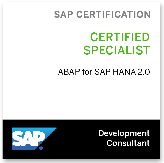 SAP CERTIFICATION
CERTIFIED
SPECIALIST
ABAP for SAP HANA 2.0
SAP
Development
Consultant